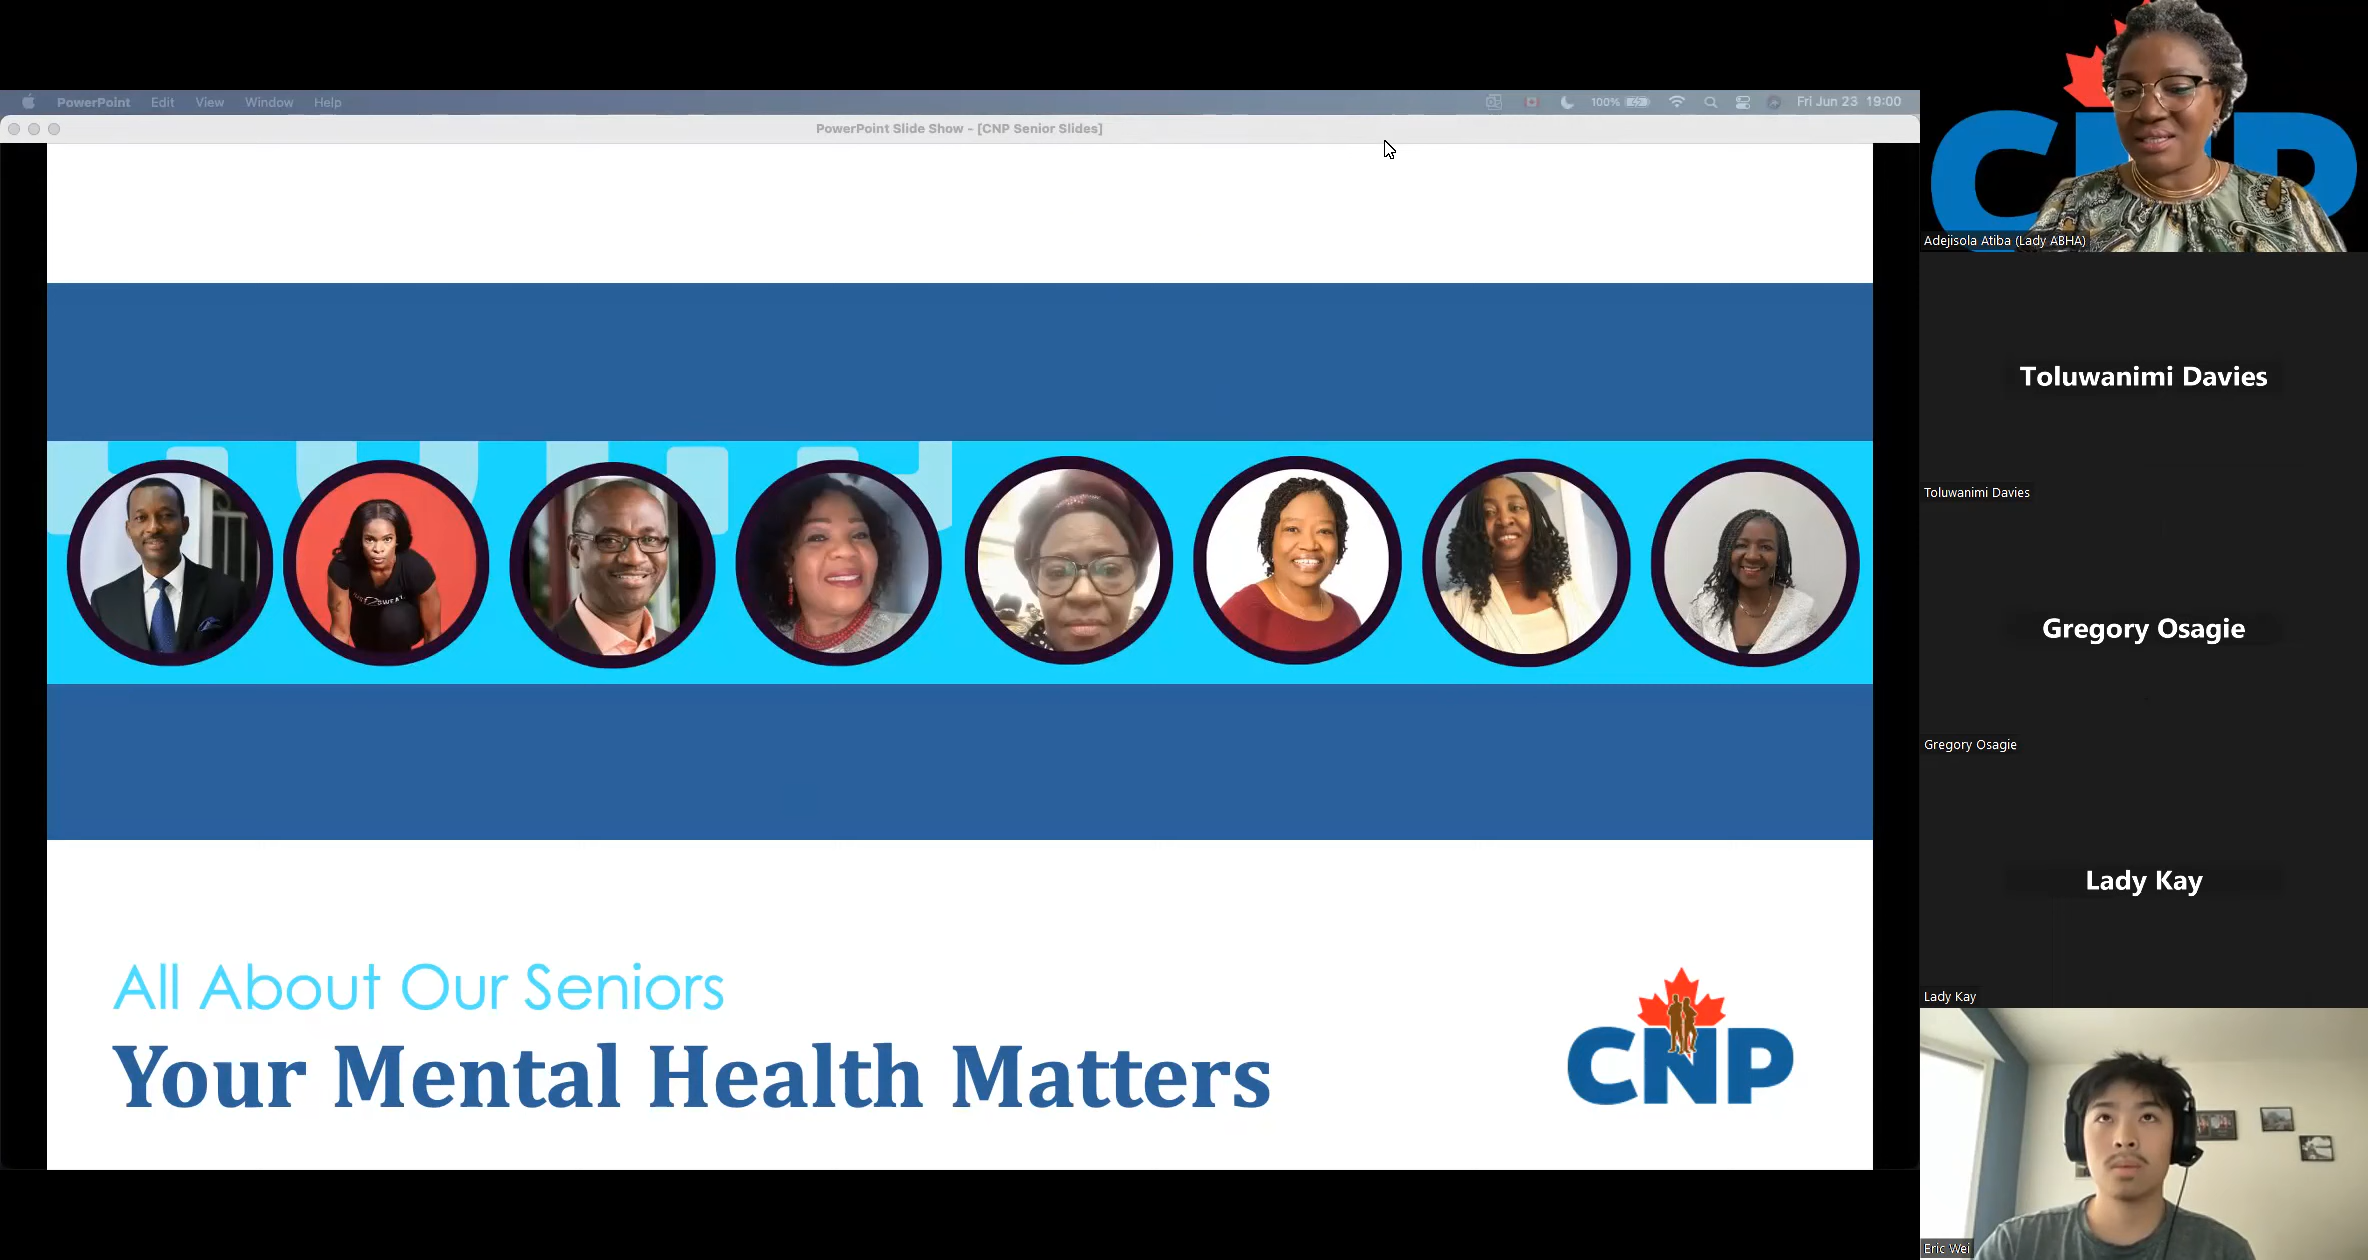 PowerPoint Edit View Window Help
100%
Fri Jun 23 19:00
PowerPoint Slide Show - [CNP Senior Slides]
All About Our Seniors
Your Mental Health Matters
CNP
CNP
Adejisola Atiba (Lady ABHA)
Toluwanimi Davies
Toluwanimi Davies
Gregory Osagie
Gregory Osagie
Lady Kay
Lady Kay
Eric Wei